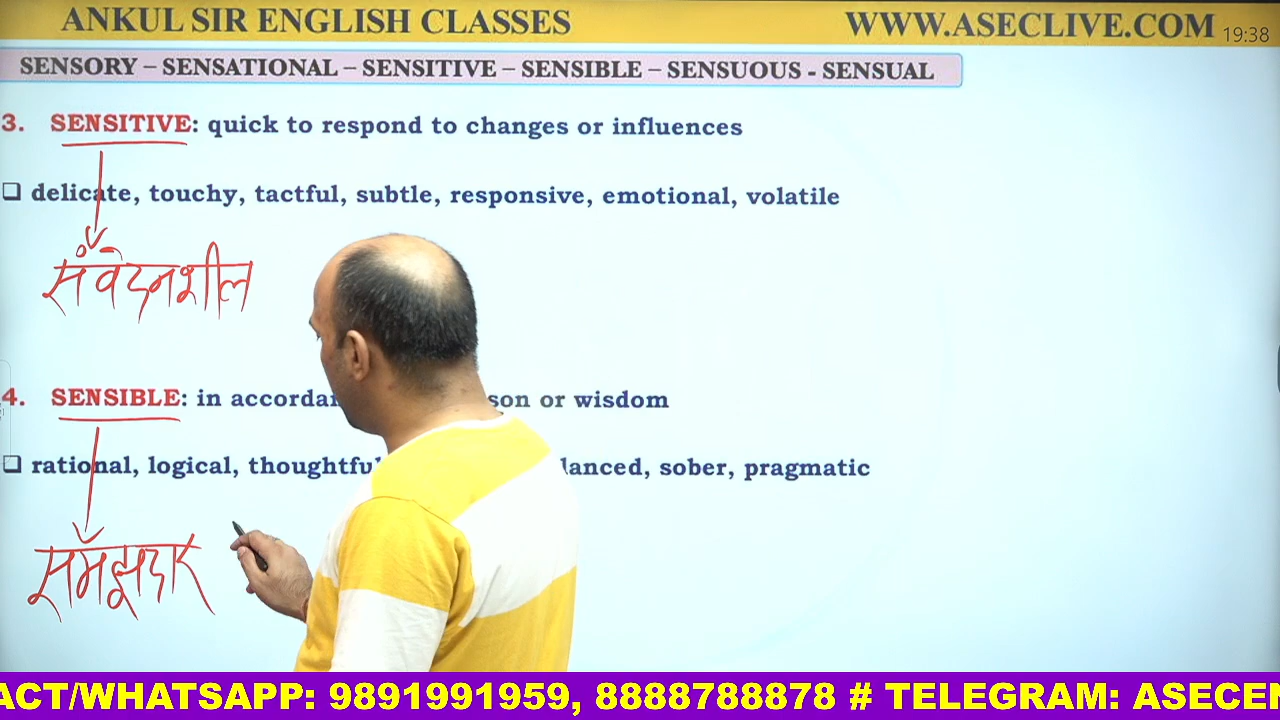 ANKUL SIR ENGLISH CLASSES WWW.ASECLIVE.COM 19:38
SENSORY – SENSATIONAL – SENSITIVE – SENSIBLE – SENSUOUS - SENSUAL
3. SENSITIVE: quick to respond to changes or influences
❑ delicate, touchy, tactful, subtle, responsive, emotional, volatile
संवेदनशील
4. SENSIBLE: in accordan son or wisdom
❑ rational, logical, thoughtfu lanced, sober, pragmatic
समझदार
ACT/WHATSAPP: 9891991959, 8888788878 # TELEGRAM: ASECEN